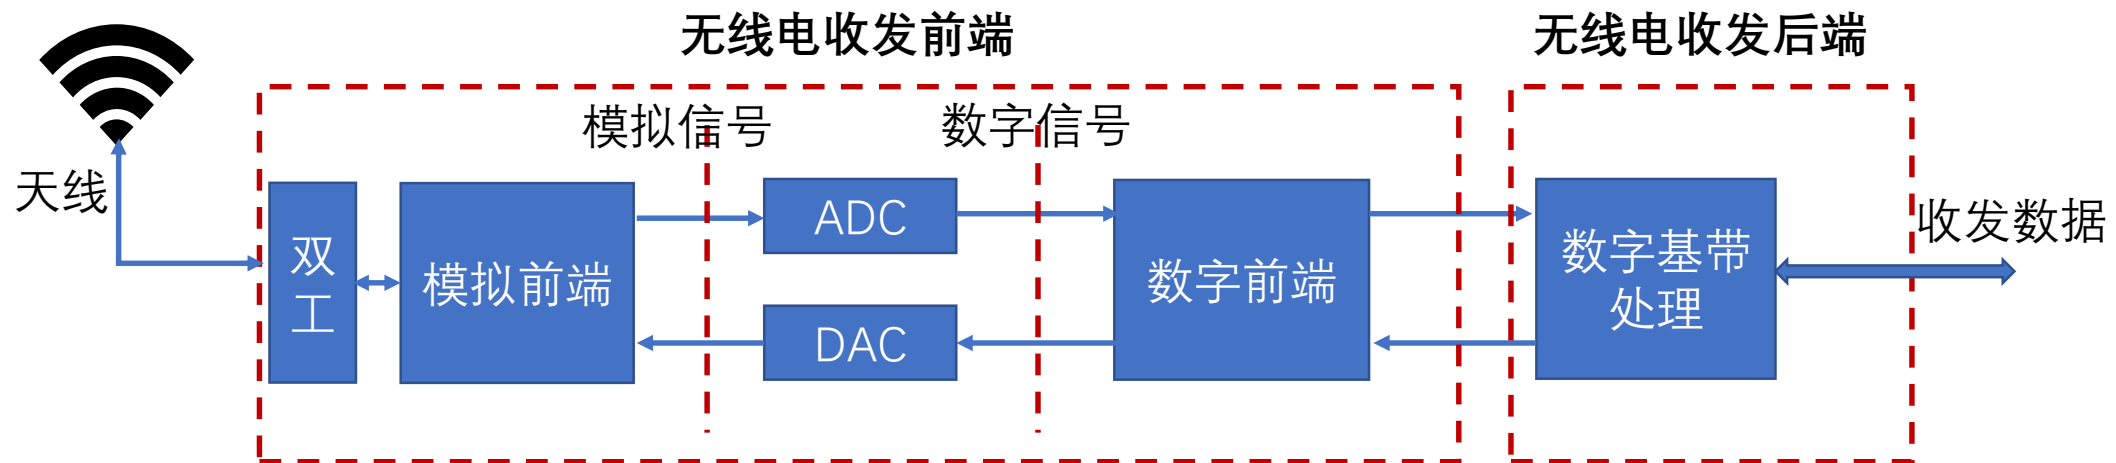 无线电收发前端
无线电收发后端
模拟信号
数字信号
天线
双
工
模拟前端
ADC
DAC
数字前端
数字基带
处理
收发数据